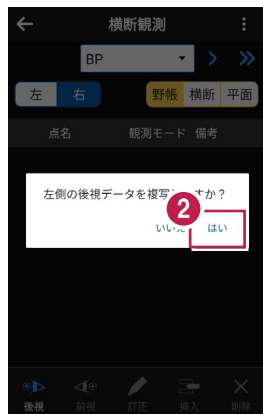 横断観測
BP
左 右 野帳 横断 平面
点名 観測モード 備考
左側の後視データを複写 すか?
2
いい はい
後視 前視 訂正 挿入 削除